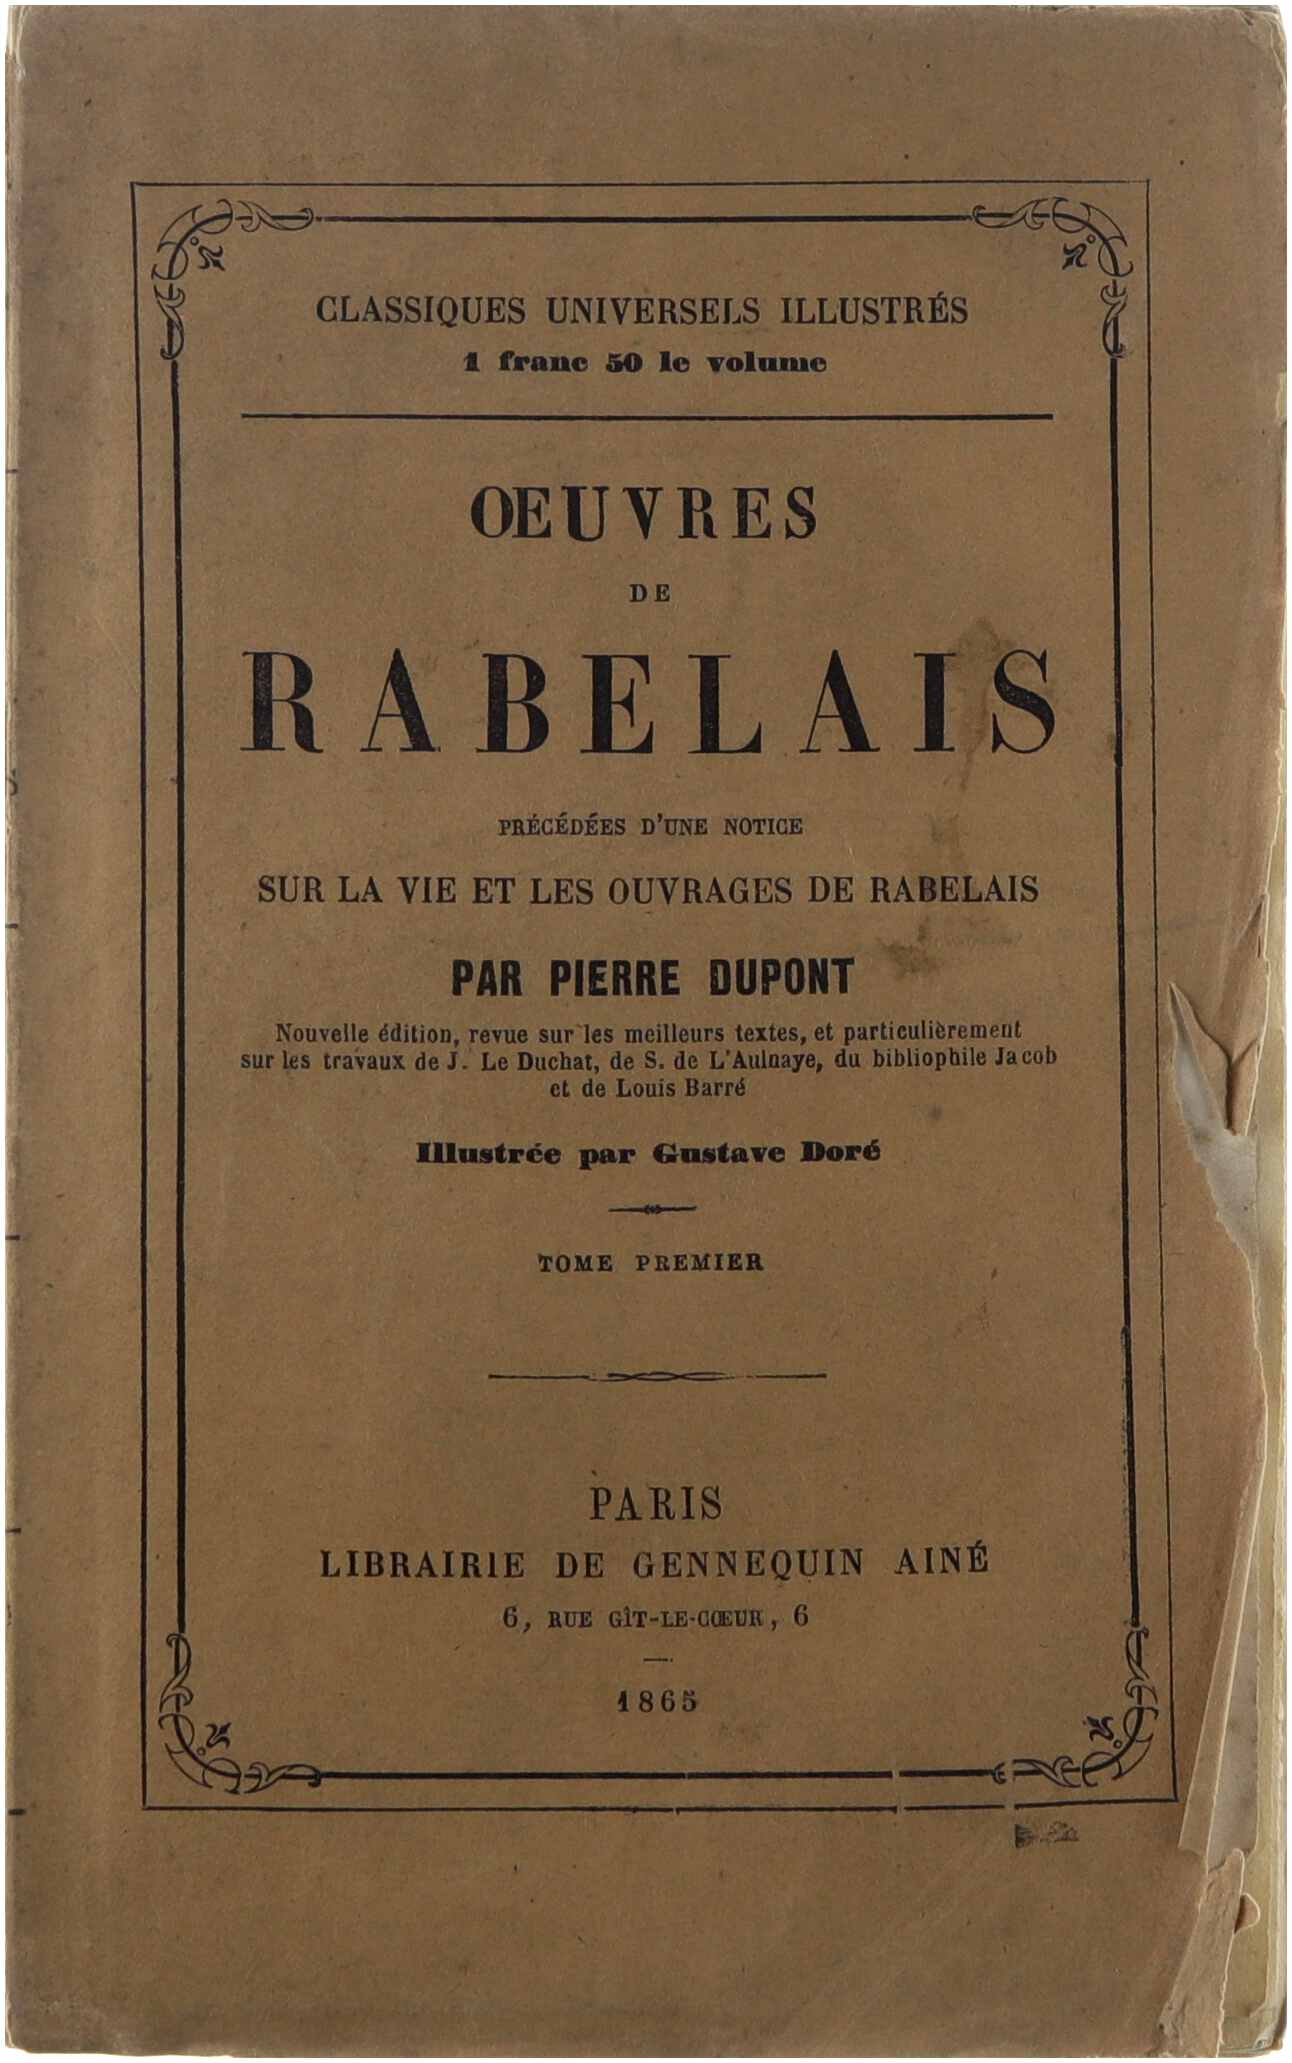 CLASSIQUES UNIVERSELS ILLUSTRÉS
1 franc 50 le volume
OEUVRES
DE
RABELAIS
PRÉCÉDÉES D'UNE NOTICE
SUR LA VIE ET LES OUVRAGES DE RABELAIS
PAR PIERRE DUPONT
Nouvelle édition, revue sur les meilleurs textes, et particulièrement
sur les travaux de J. Le Duchat, de S. de L'Aulnaye, du bibliophile Jacob
et de Louis Barré
Illustrée par Gustave Doré
TOME PREMIER
PARIS
LIBRAIRIE DE GENNEQUIN AINÉ
6, RUE GÎT-LE-CŒUR, 6
1865